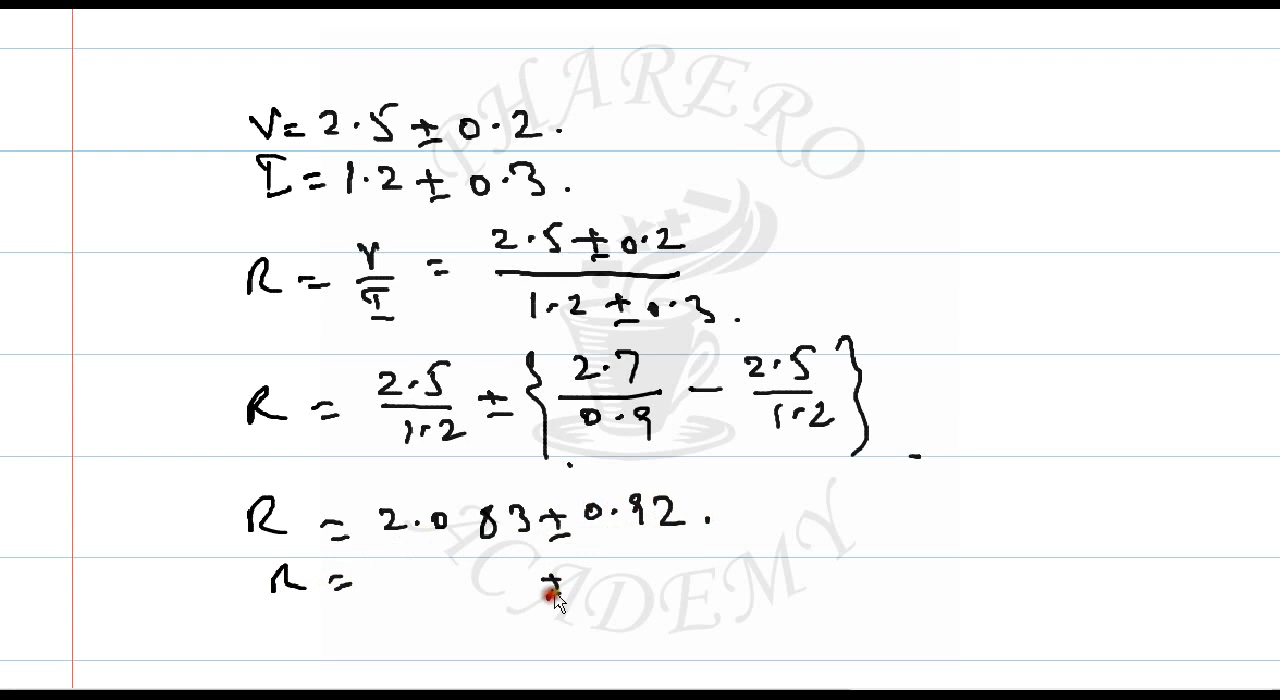 PHARERO
V = 2.5 ± 0.2.
I = 1.2 ± 0.3.
R = V/I = (2.5 ± 0.2)/(1.2 ± 0.3).
R = 2.5/1.2 ± {2.7/0.9 - 2.5/1.2}
R = 2.083 ± 0.92.
R = ±
ACADEMY